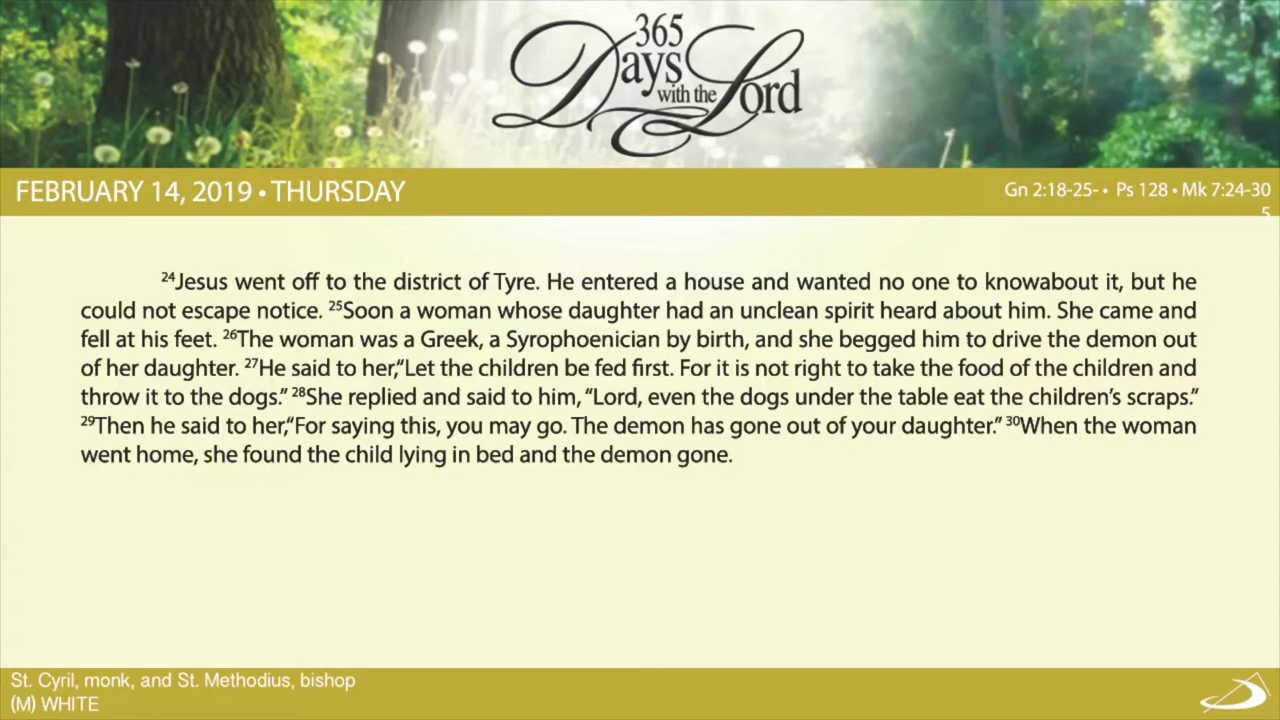 365
Days
with the
Lord
FEBRUARY 14, 2019 • THURSDAY
Gn 2:18-25- • Ps 128 • Mk 7:24-30
5
²⁴Jesus went off to the district of Tyre. He entered a house and wanted no one to knowabout it, but he
could not escape notice. ²⁵Soon a woman whose daughter had an unclean spirit heard about him. She came and
fell at his feet. ²⁶The woman was a Greek, a Syrophoenician by birth, and she begged him to drive the demon out
of her daughter. ²⁷He said to her,“Let the children be fed first. For it is not right to take the food of the children and
throw it to the dogs.” ²⁸She replied and said to him, “Lord, even the dogs under the table eat the children’s scraps.”
²⁹Then he said to her,“For saying this, you may go. The demon has gone out of your daughter.” ³⁰When the woman
went home, she found the child lying in bed and the demon gone.
St. Cyril, monk, and St. Methodius, bishop
(M) WHITE